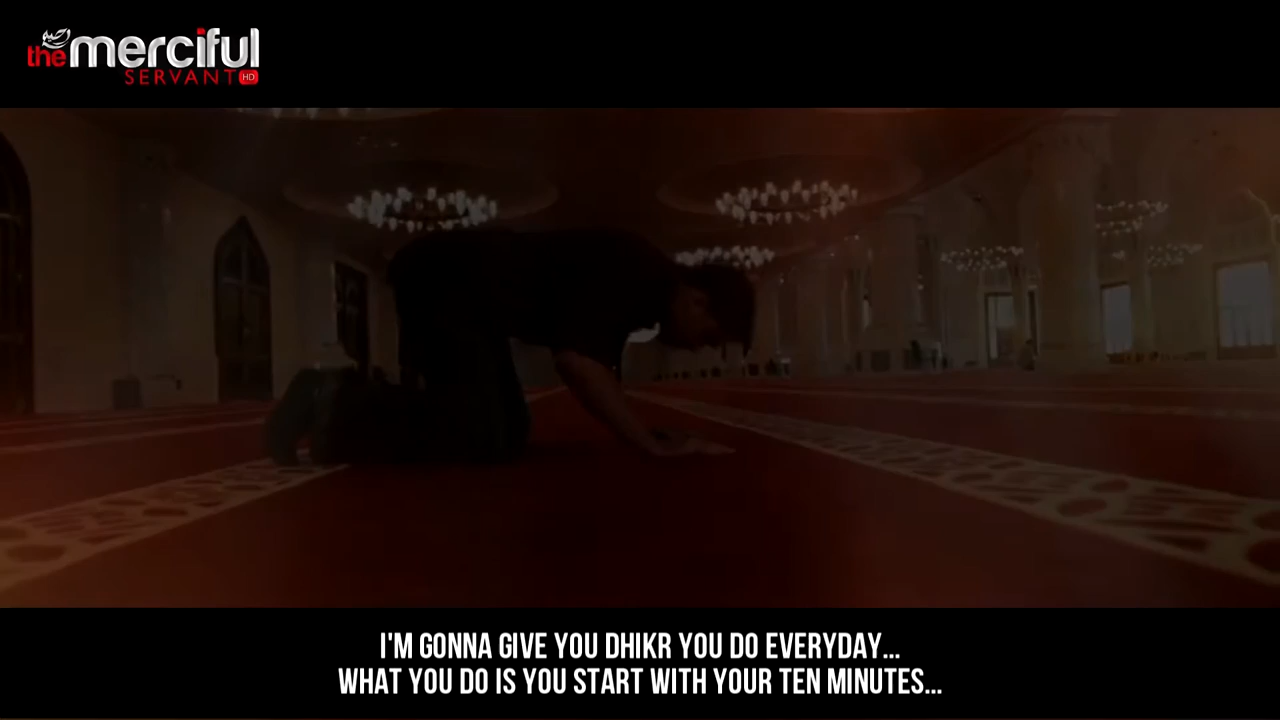 the merciful
SERVANT HD
I'M GONNA GIVE YOU DHIKR YOU DO EVERYDAY...
WHAT YOU DO IS YOU START WITH YOUR TEN MINUTES...